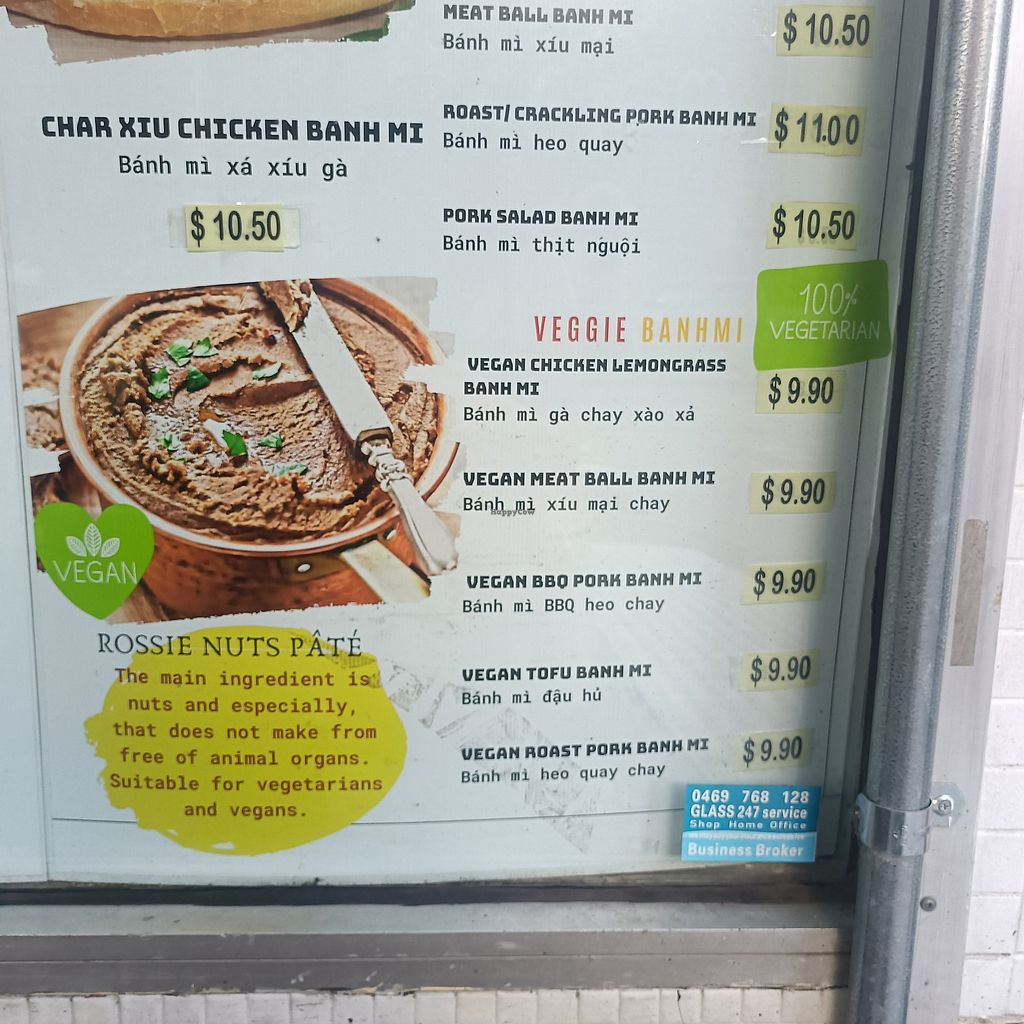 MEAT BALL BANH MI
Bánh mì xíu mại
$ 10.50
CHAR XIU CHICKEN BANH MI
Bánh mì xá xíu gà
$ 10.50
ROAST/ CRACKLING PORK BANH MI
Bánh mì heo quay
$ 11.00
PORK SALAD BANH MI
Bánh mì thịt nguội
$ 10.50
VEGGIE BANHMI
100%
VEGETARIAN
VEGAN CHICKEN LEMONGRASS
BANH MI
Bánh mì gà chay xào xả
$ 9.90
VEGAN MEAT BALL BANH MI
Bánh mì xíu mại chay
$ 9.90
HappyCow
VEGAN BBQ PORK BANH MI
Bánh mì BBQ heo chay
$ 9.90
VEGAN TOFU BANH MI
Bánh mì đậu hủ
$ 9.90
VEGAN ROAST PORK BANH MI
Bánh mì heo quay chay
$ 9.90
VEGAN
ROSSIE NUTS PÂTÉ
The main ingredient is
nuts and especially,
that does not make from
free of animal organs.
Suitable for vegetarians
and vegans.
0469 768 128
GLASS 247 service
Shop Home Office
Business Broker